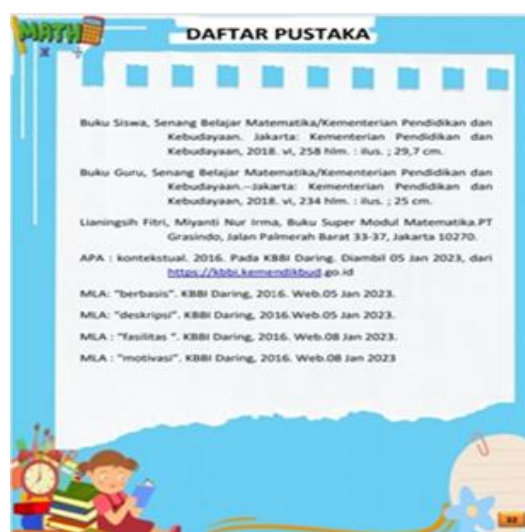 MATH
DAFTAR PUSTAKA
Buku Siswa, Senang Belajar Matematika/Kementerian Pendidikan dan
Kebudayaan. Jakarta: Kementerian Pendidikan dan
Kebudayaan, 2018. vi, 258 hlm. : ilus. ; 29,7 cm.
Buku Guru, Senang Belajar Matematika/Kementerian Pendidikan dan
Kebudayaan.--Jakarta: Kementerian Pendidikan dan
Kebudayaan, 2018. vi, 234 hlm. : ilus. ; 25 cm.
Lianingsih Fitri, Miyanti Nur Irma, Buku Super Modul Matematika.PT
Grasindo, Jalan Palmerah Barat 33-37, Jakarta 10270.
APA : kontekstual. 2016. Pada KBBI Daring. Diambil 05 Jan 2023, dari
https://kbbi.kemendikbud.go.id
MLA: "berbasis". KBBI Daring, 2016. Web.05 Jan 2023.
MLA: "deskripsi". KBBI Daring, 2016.Web.05 Jan 2023.
MLA : "fasilitas ". KBBI Daring, 2016. Web.08 Jan 2023.
MLA : "motivasi". KBBI Daring, 2016. Web.08 Jan 2023